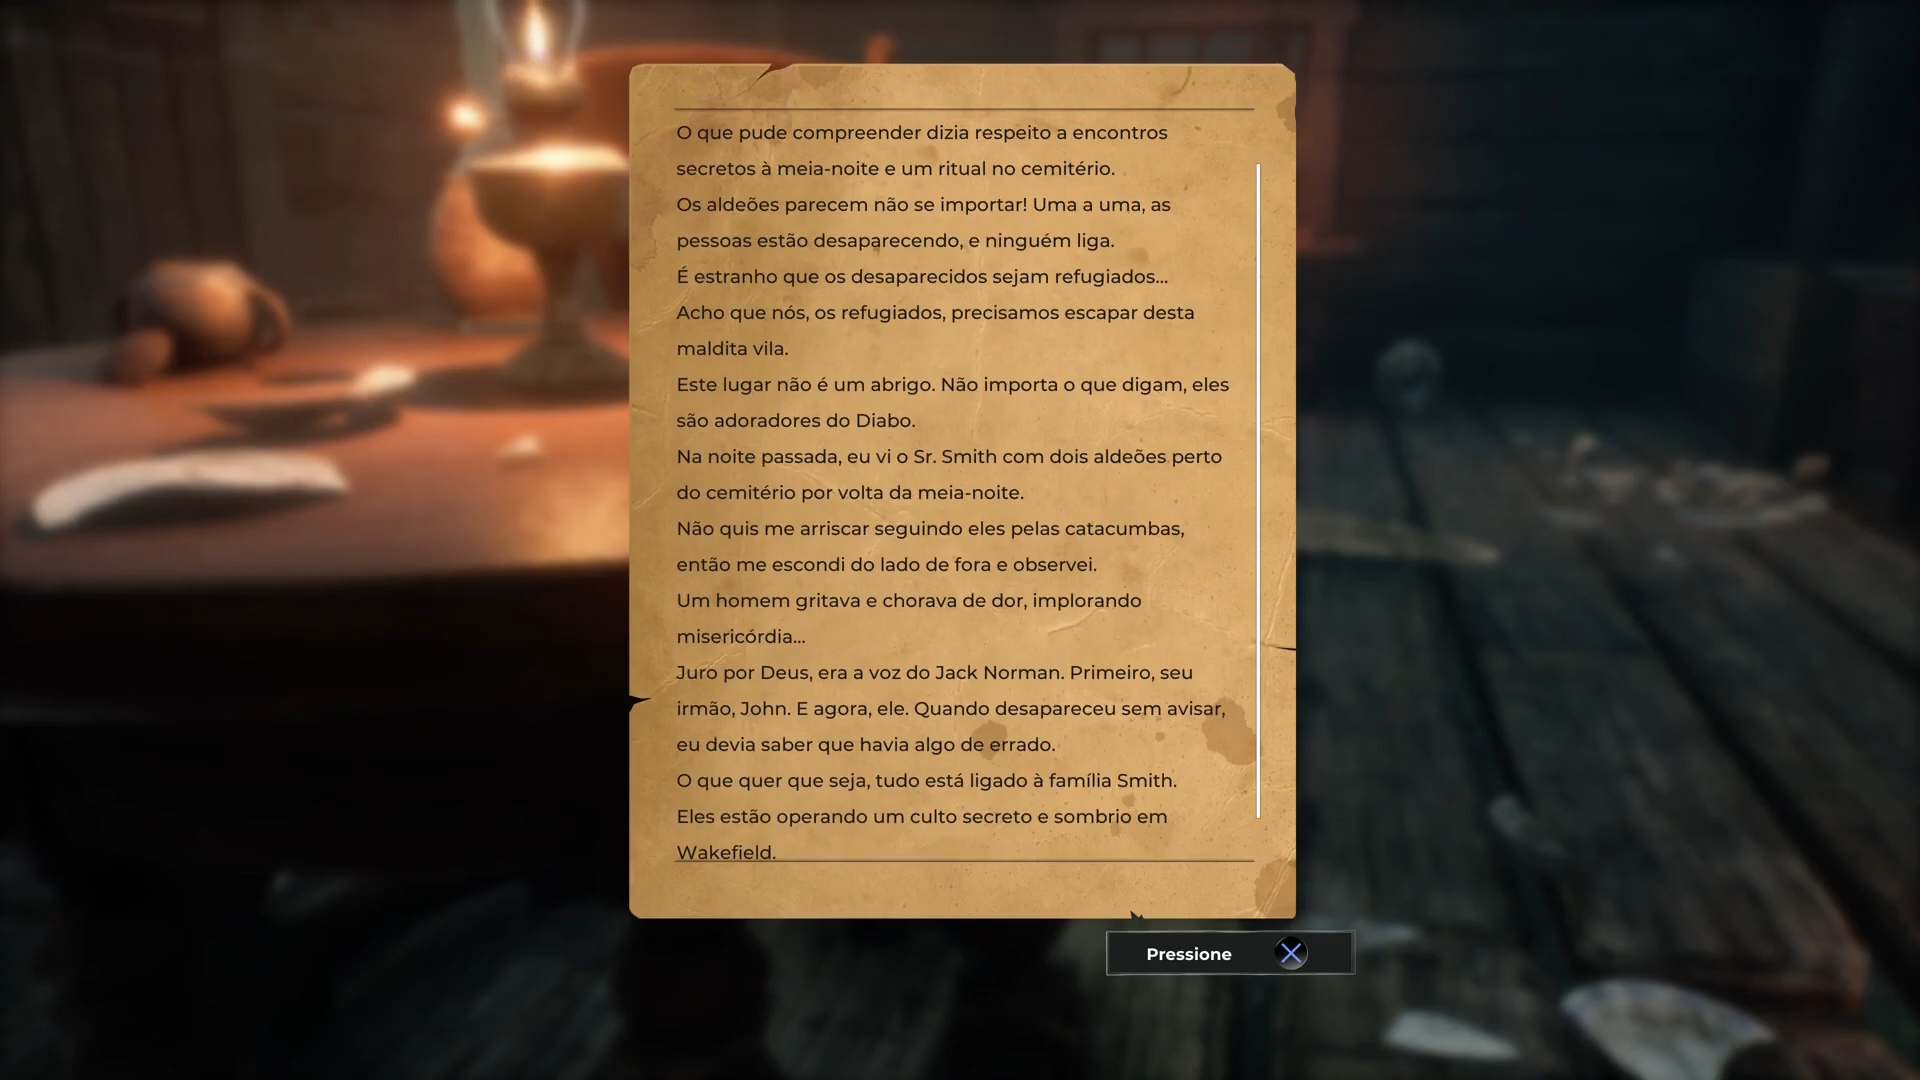 O que pude compreender dizia respeito a encontros
secretos à meia-noite e um ritual no cemitério.
Os aldeões parecem não se importar! Uma a uma, as
pessoas estão desaparecendo, e ninguém liga.
É estranho que os desaparecidos sejam refugiados...
Acho que nós, os refugiados, precisamos escapar desta
maldita vila.
Este lugar não é um abrigo. Não importa o que digam, eles
são adoradores do Diabo.
Na noite passada, eu vi o Sr. Smith com dois aldeões perto
do cemitério por volta da meia-noite.
Não quis me arriscar seguindo eles pelas catacumbas,
então me escondi do lado de fora e observei.
Um homem gritava e chorava de dor, implorando
misericórdia...
Juro por Deus, era a voz do Jack Norman. Primeiro, seu
irmão, John. E agora, ele. Quando desapareceu sem avisar,
eu devia saber que havia algo de errado.
O que quer que seja, tudo está ligado à família Smith.
Eles estão operando um culto secreto e sombrio em
Wakefield.
Pressione